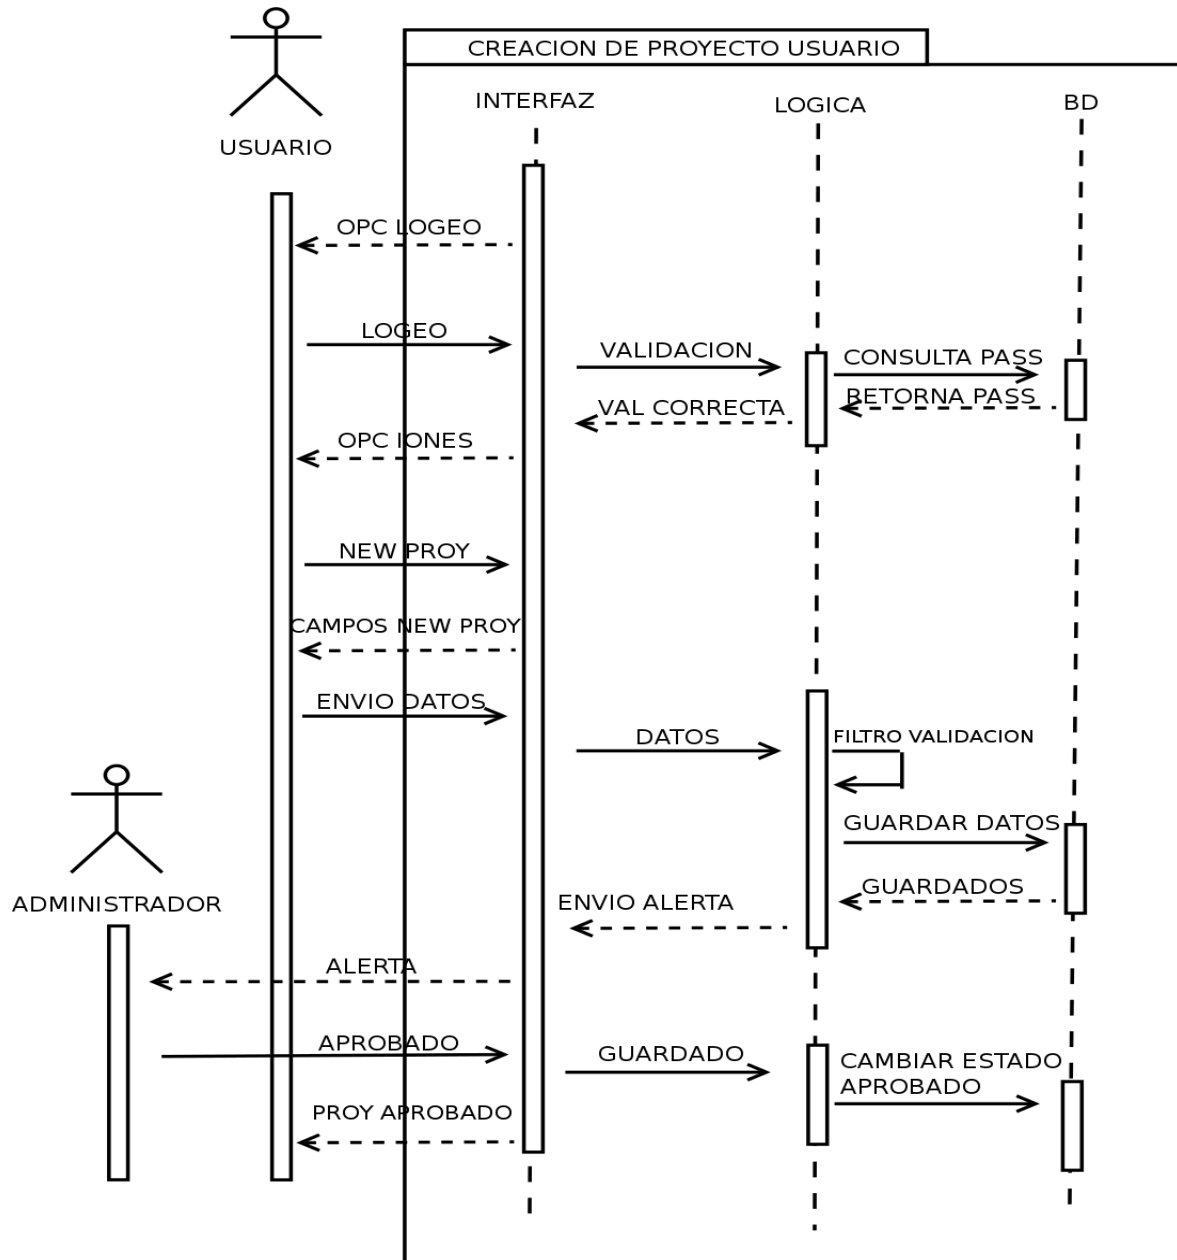 CREACION DE PROYECTO USUARIO
INTERFAZ
LOGICA
BD
USUARIO
OPC LOGEO
LOGEO
VALIDACION
CONSULTA PASS
RETORNA PASS
VAL CORRECTA
OPC IONES
NEW PROY
CAMPOS NEW PROY
ENVIO DATOS
DATOS
FILTRO VALIDACION
GUARDAR DATOS
GUARDADOS
ENVIO ALERTA
ADMINISTRADOR
ALERTA
APROBADO
GUARDADO
CAMBIAR ESTADO
APROBADO
PROY APROBADO